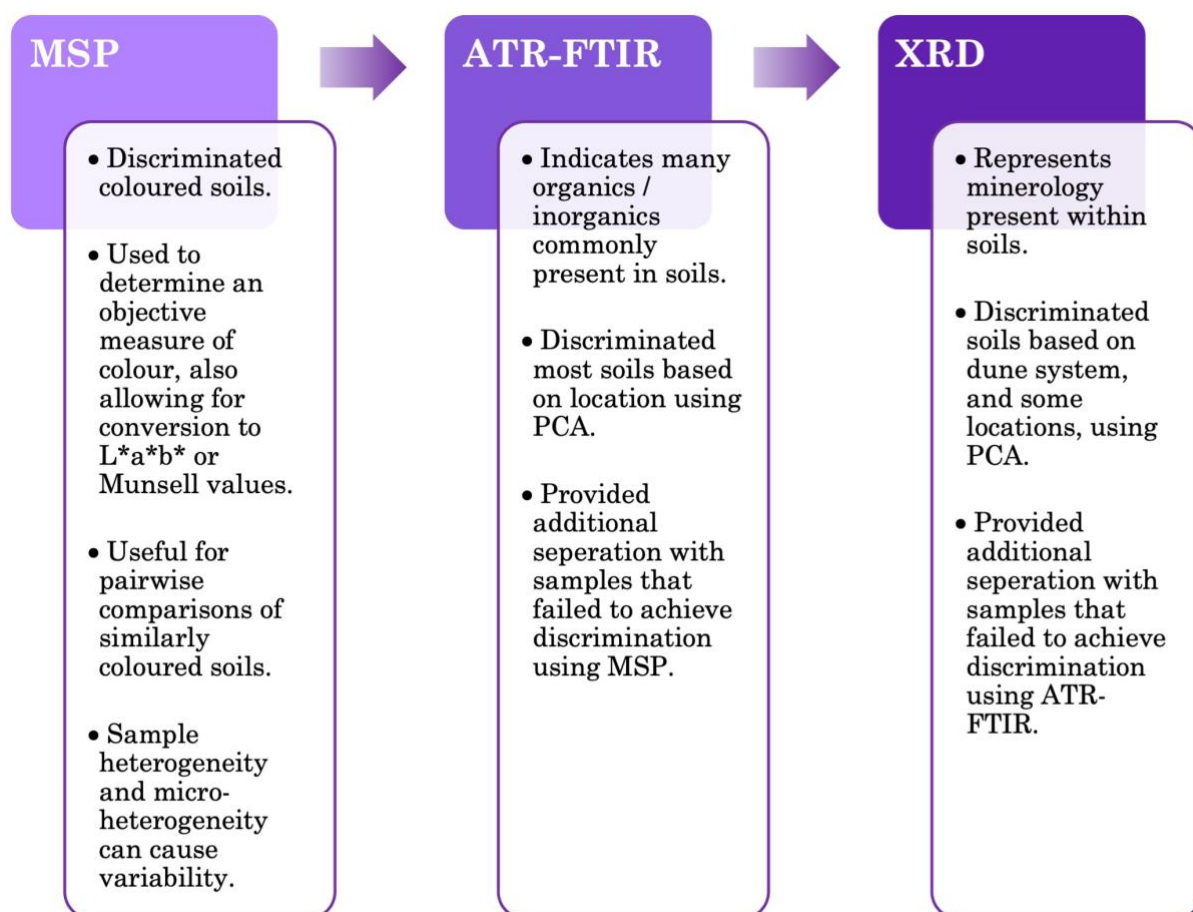 MSP
• Discriminated
coloured soils.
• Used to
determine an
objective
measure of
colour, also
allowing for
conversion to
L*a*b* or
Munsell values.
• Useful for
pairwise
comparisons of
similarly
coloured soils.
• Sample
heterogeneity
and micro-
heterogeneity
can cause
variability.
ATR-FTIR
• Indicates many
organics /
inorganics
commonly
present in soils.
• Discriminated
most soils based
on location using
PCA.
• Provided
additional
seperation with
samples that
failed to achieve
discrimination
using MSP.
XRD
• Represents
minerology
present within
soils.
• Discriminated
soils based on
dune system,
and some
locations, using
PCA.
• Provided
additional
seperation with
samples that
failed to achieve
discrimination
using ATR-
FTIR.